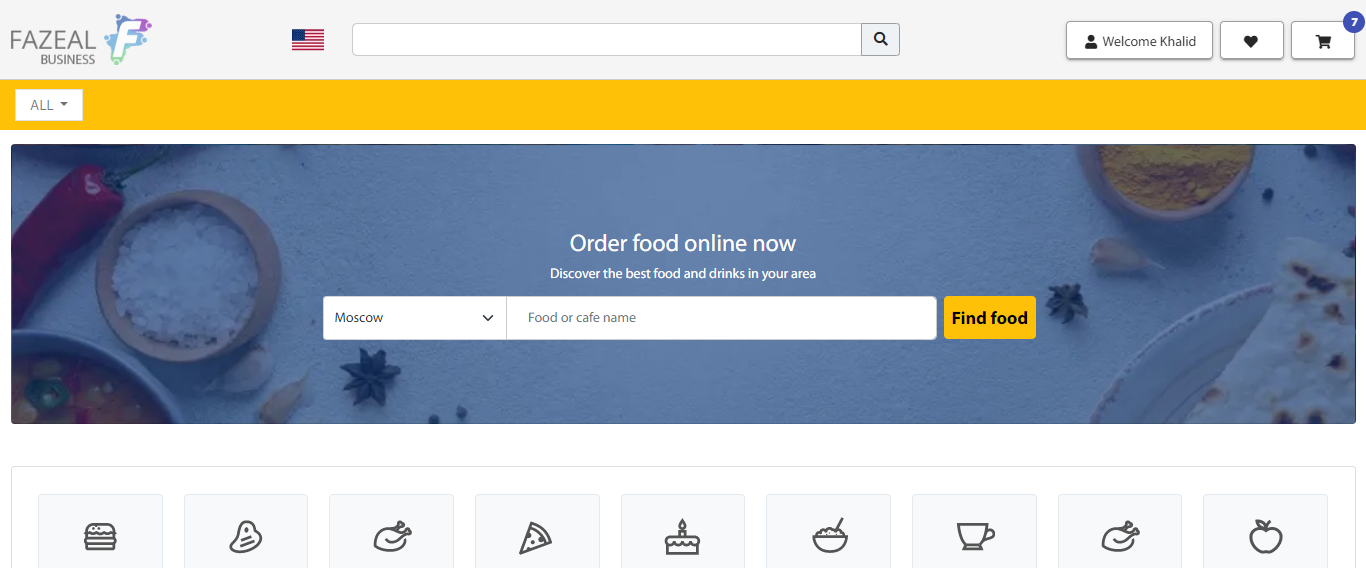 FAZEAL
BUSINESS
Welcome Khalid
7
ALL
Order food online now
Discover the best food and drinks in your area
Moscow
Food or cafe name
Find food